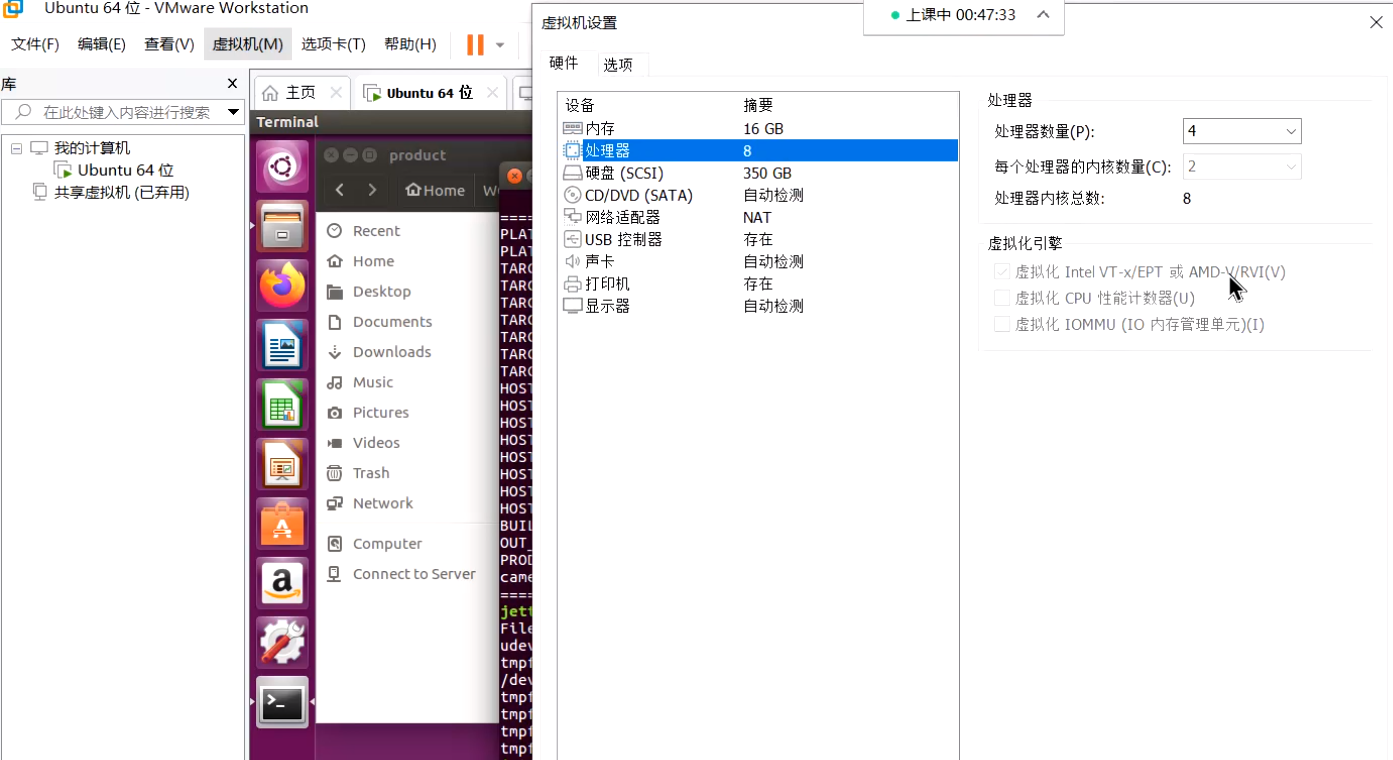 Ubuntu 64 位 - VMware Workstation
文件(F) 编辑(E) 查看(V) 虚拟机(M) 选项卡(T) 帮助(H)
上课中 00:47:33
库
在此处键入内容进行搜索
我的计算机
Ubuntu 64 位
共享虚拟机 (已弃用)
主页
Ubuntu 64 位
Terminal
product
Home
Recent
Home
Desktop
Documents
Downloads
Music
Pictures
Videos
Trash
Network
Computer
Connect to Server
====
PLAT
PLAT
TARG
TARG
TARG
TARG
TARG
TARG
TARG
HOST
HOST
HOST
HOST
HOST
HOST
HOST
HOST
BUIL
OUT_
PROD
came
====
jett
File
udev
tmpf
/dev
tmpf
tmpf
tmpf
tmpf
虚拟机设置
硬件 选项
设备 摘要
内存 16 GB
处理器 8
硬盘 (SCSI) 350 GB
CD/DVD (SATA) 自动检测
网络适配器 NAT
USB 控制器 存在
声卡 自动检测
打印机 存在
显示器 自动检测
处理器
处理器数量(P): 4
每个处理器的内核数量(C): 2
处理器内核总数: 8
虚拟化引擎
虚拟化 Intel VT-x/EPT 或 AMD-V/RVI(V)
虚拟化 CPU 性能计数器(U)
虚拟化 IOMMU (IO 内存管理单元)(I)